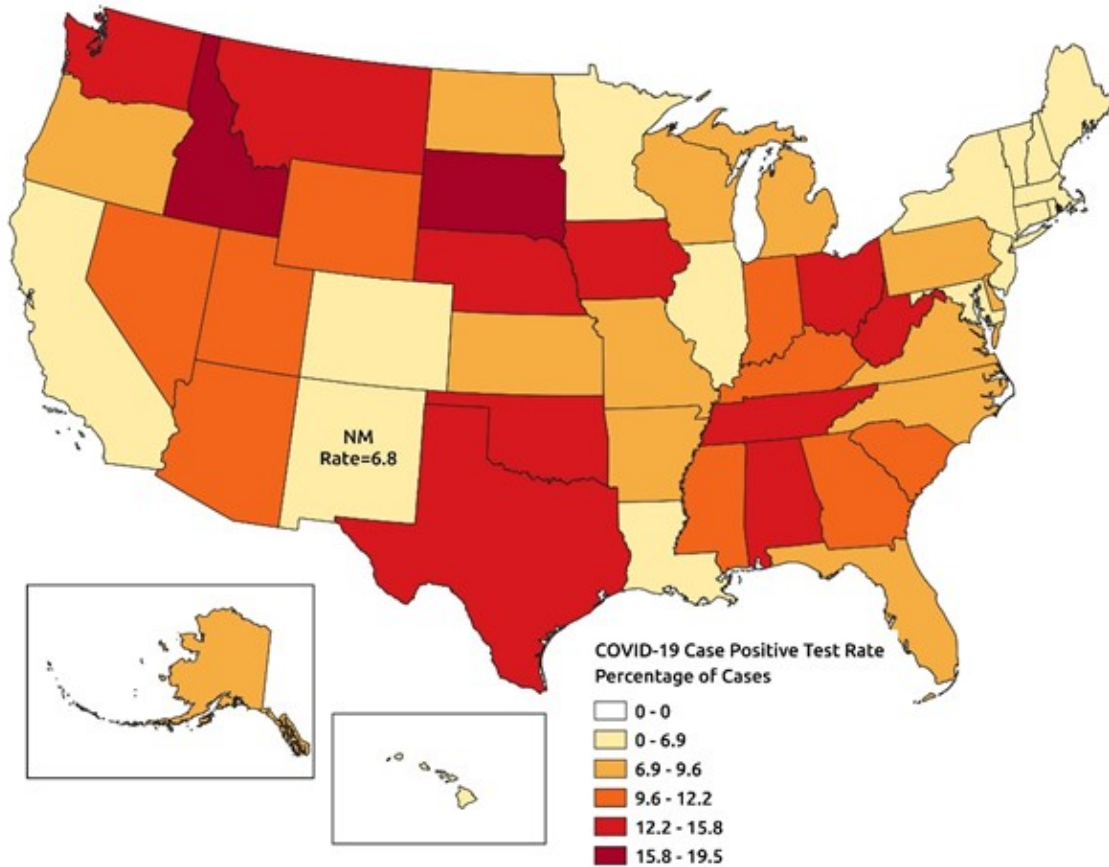 NM
Rate=6.8
COVID-19 Case Positive Test Rate
Percentage of Cases
0 - 0
0 - 6.9
6.9 - 9.6
9.6 - 12.2
12.2 - 15.8
15.8 - 19.5